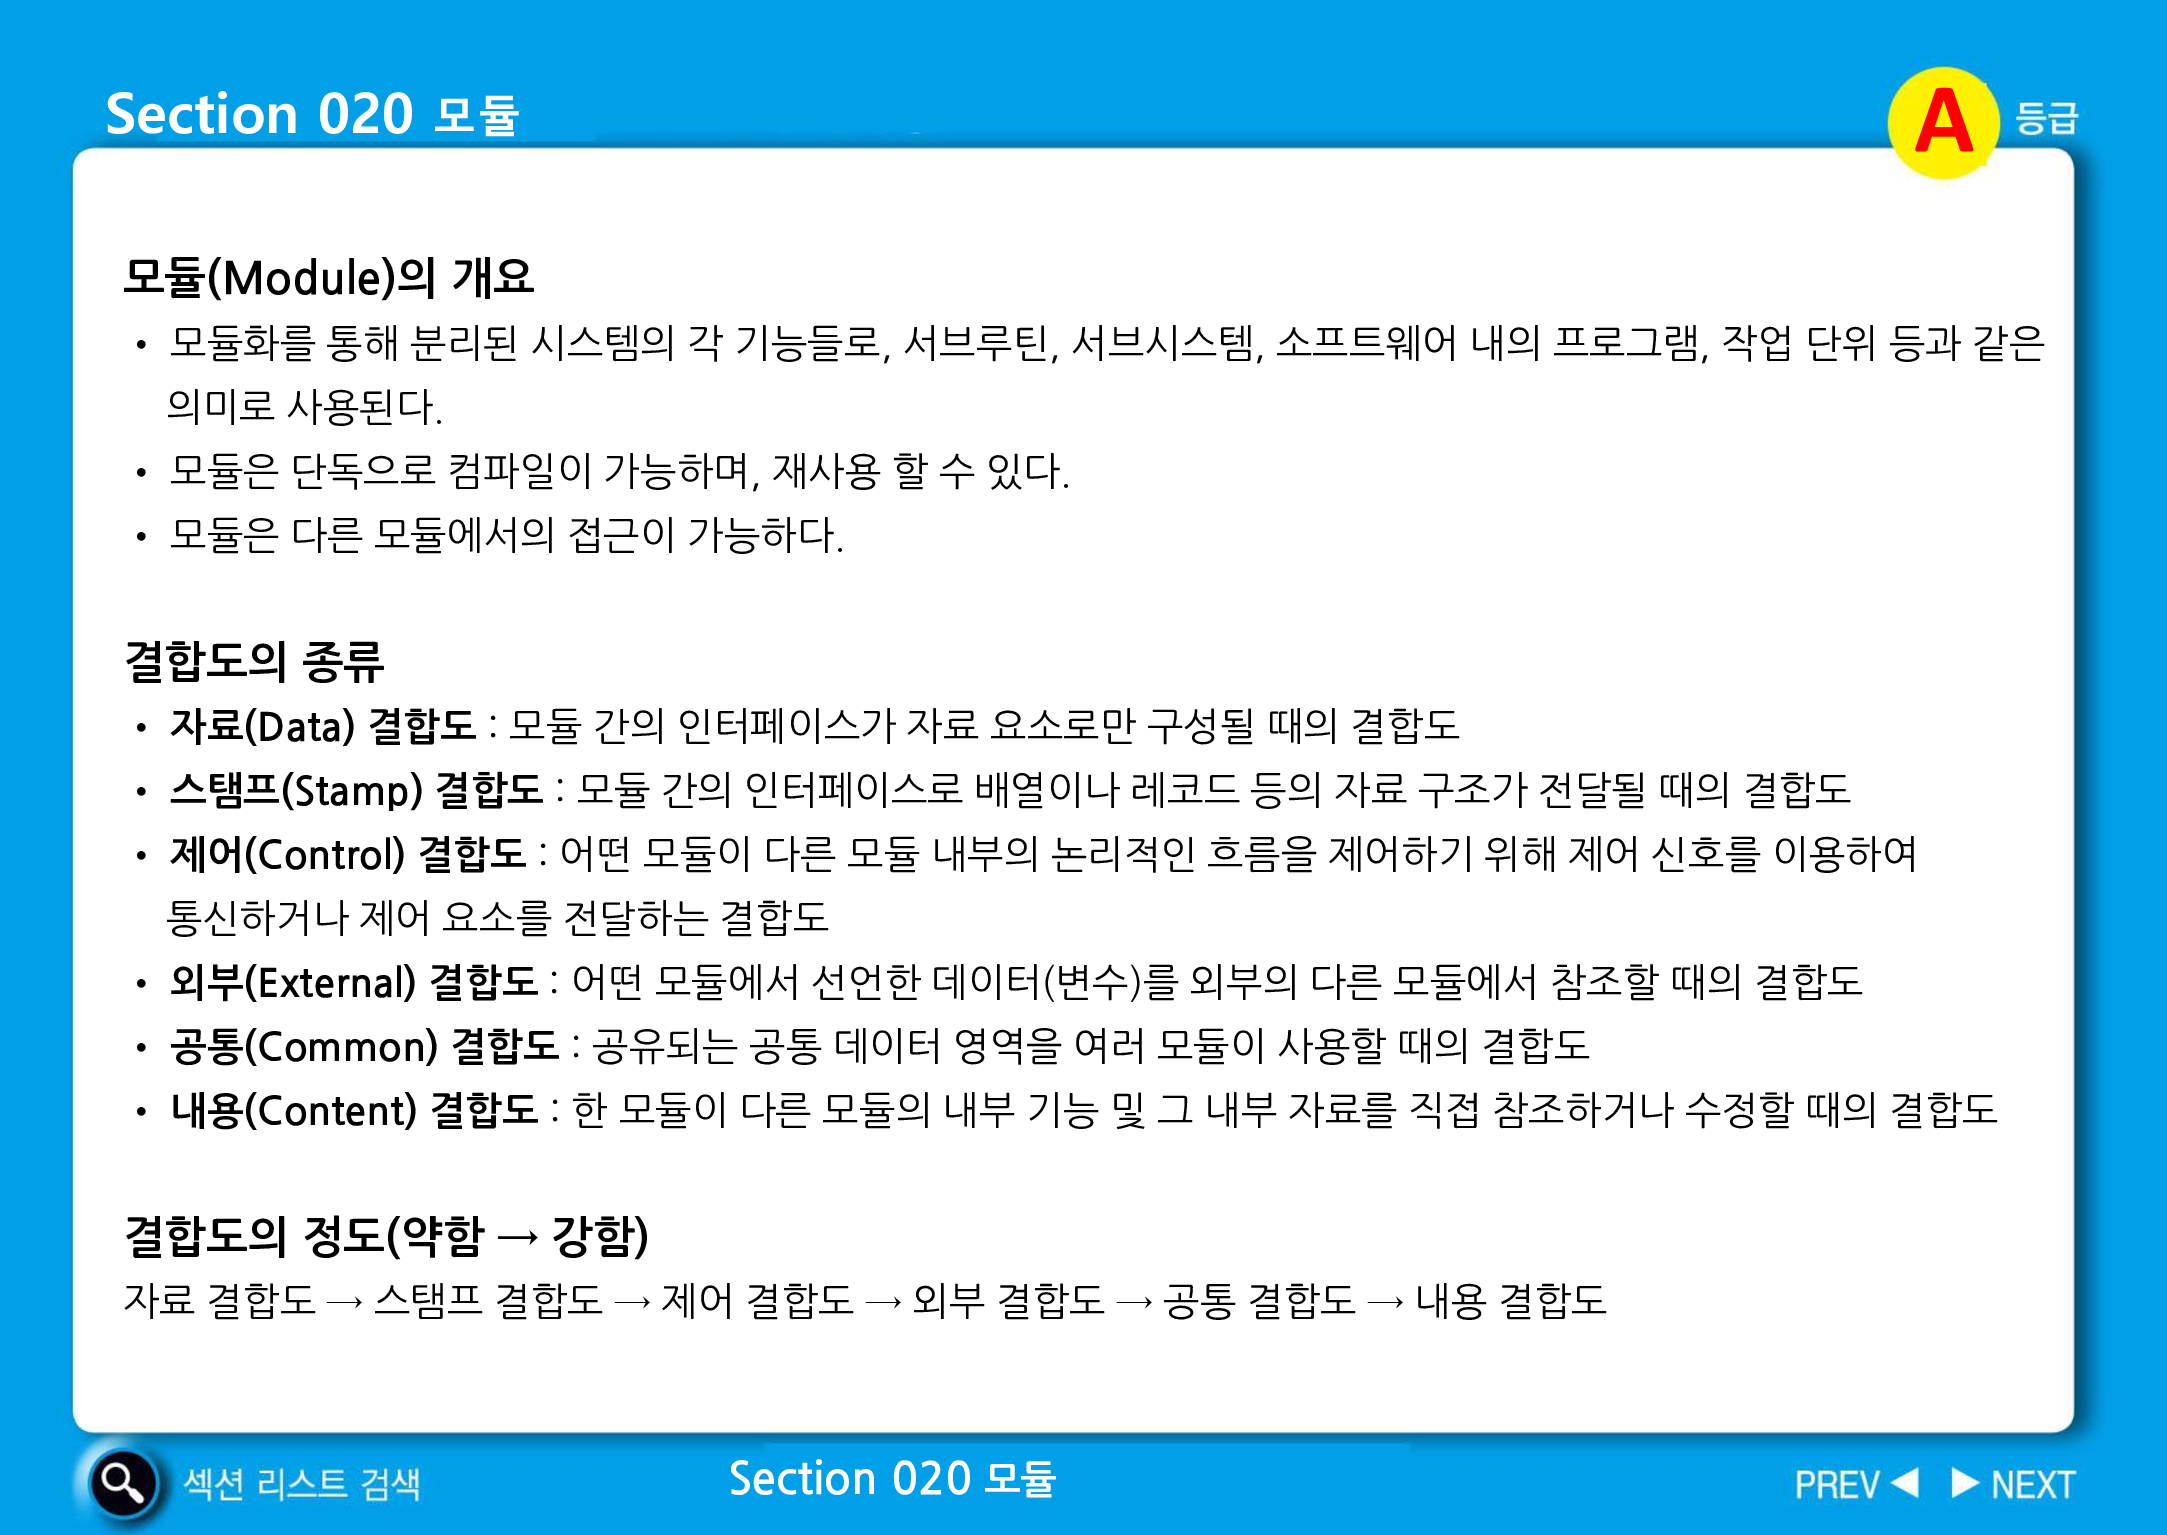 Section 020 모듈
A 등급
모듈(Module)의 개요
• 모듈화를 통해 분리된 시스템의 각 기능들로, 서브루틴, 서브시스템, 소프트웨어 내의 프로그램, 작업 단위 등과 같은
의미로 사용된다.
• 모듈은 단독으로 컴파일이 가능하며, 재사용 할 수 있다.
• 모듈은 다른 모듈에서의 접근이 가능하다.
결합도의 종류
• 자료(Data) 결합도 : 모듈 간의 인터페이스가 자료 요소로만 구성될 때의 결합도
• 스탬프(Stamp) 결합도 : 모듈 간의 인터페이스로 배열이나 레코드 등의 자료 구조가 전달될 때의 결합도
• 제어(Control) 결합도 : 어떤 모듈이 다른 모듈 내부의 논리적인 흐름을 제어하기 위해 제어 신호를 이용하여
통신하거나 제어 요소를 전달하는 결합도
• 외부(External) 결합도 : 어떤 모듈에서 선언한 데이터(변수)를 외부의 다른 모듈에서 참조할 때의 결합도
• 공통(Common) 결합도 : 공유되는 공통 데이터 영역을 여러 모듈이 사용할 때의 결합도
• 내용(Content) 결합도 : 한 모듈이 다른 모듈의 내부 기능 및 그 내부 자료를 직접 참조하거나 수정할 때의 결합도
결합도의 정도(약함 → 강함)
자료 결합도 → 스탬프 결합도 → 제어 결합도 → 외부 결합도 → 공통 결합도 → 내용 결합도
섹션 리스트 검색
Section 020 모듈
PREV ◀ ▶ NEXT